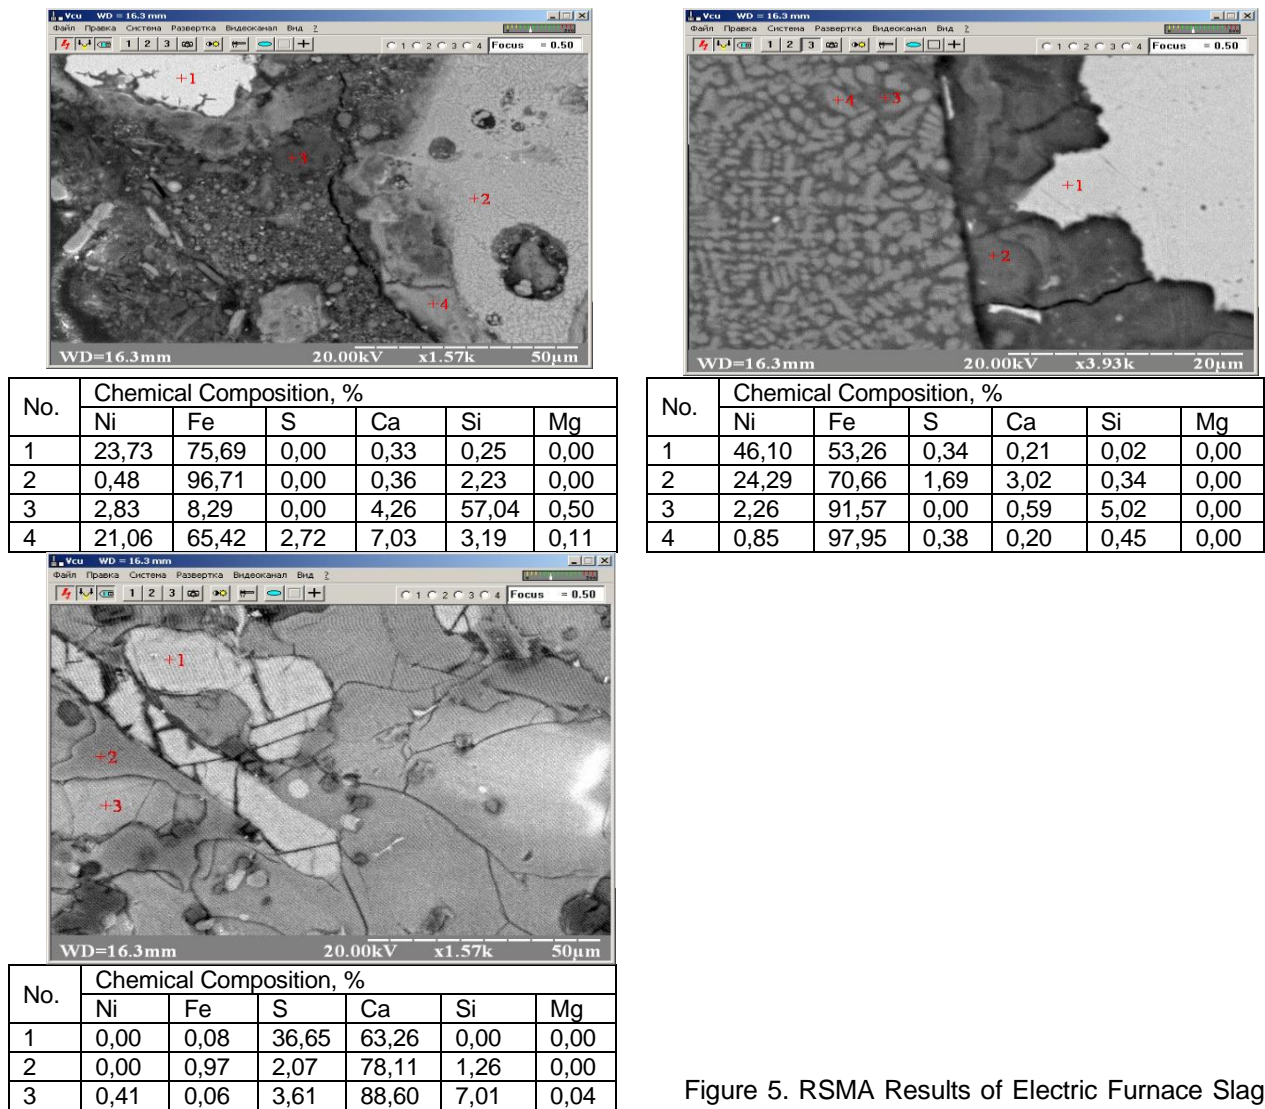 Vcu WD = 16.3 mm
Файл Правка Система Развертка Видеоканал Вид ?
1 2 3 1 2 3 4 Focus = 0.50
+1
+3
+2
+4
WD=16.3mm 20.00kV x1.57k 50µm
No. Chemical Composition, %
Ni Fe S Ca Si Mg
1 23,73 75,69 0,00 0,33 0,25 0,00
2 0,48 96,71 0,00 0,36 2,23 0,00
3 2,83 8,29 0,00 4,26 57,04 0,50
4 21,06 65,42 2,72 7,03 3,19 0,11
Vcu WD = 16.3 mm
Файл Правка Система Развертка Видеоканал Вид ?
1 2 3 1 2 3 4 Focus = 0.50
+4 +3
+1
+2
WD=16.3mm 20.00kV x3.93k 20µm
No. Chemical Composition, %
Ni Fe S Ca Si Mg
1 46,10 53,26 0,34 0,21 0,02 0,00
2 24,29 70,66 1,69 3,02 0,34 0,00
3 2,26 91,57 0,00 0,59 5,02 0,00
4 0,85 97,95 0,38 0,20 0,45 0,00
Vcu WD = 16.3 mm
Файл Правка Система Развертка Видеоканал Вид ?
1 2 3 1 2 3 4 Focus = 0.50
+1
+2
+3
WD=16.3mm 20.00kV x1.57k 50µm
No. Chemical Composition, %
Ni Fe S Ca Si Mg
1 0,00 0,08 36,65 63,26 0,00 0,00
2 0,00 0,97 2,07 78,11 1,26 0,00
3 0,41 0,06 3,61 88,60 7,01 0,04
Figure 5. RSMA Results of Electric Furnace Slag